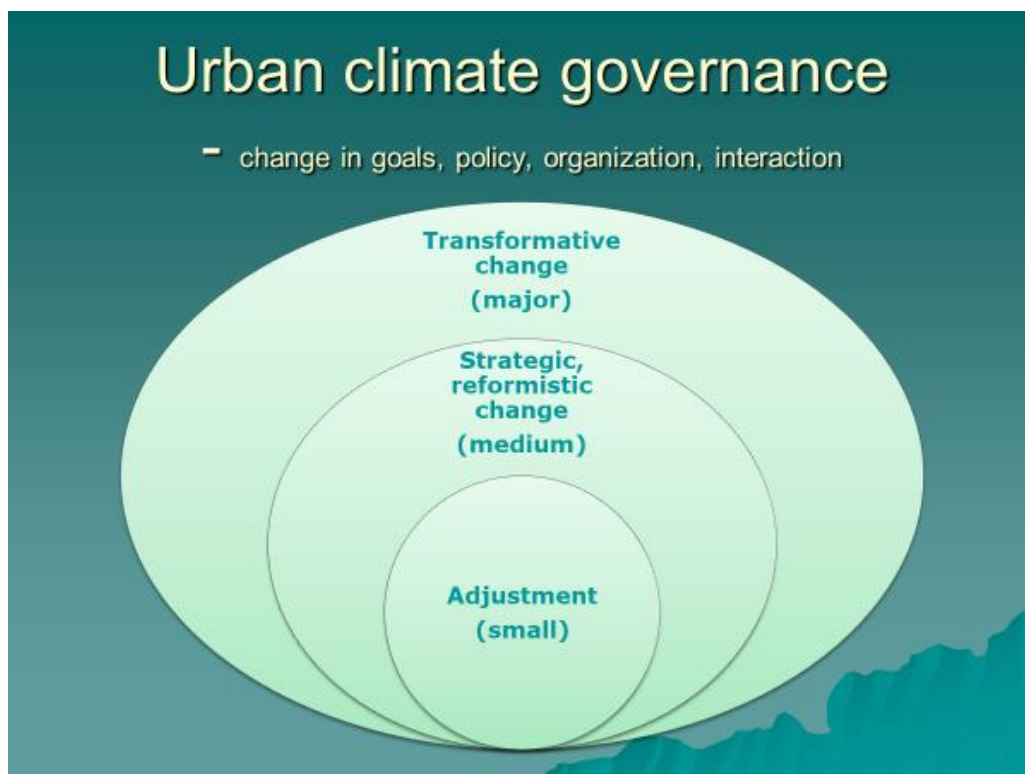 Urban climate governance
- change in goals, policy, organization, interaction
Transformative
change
(major)
Strategic,
reformistic
change
(medium)
Adjustment
(small)